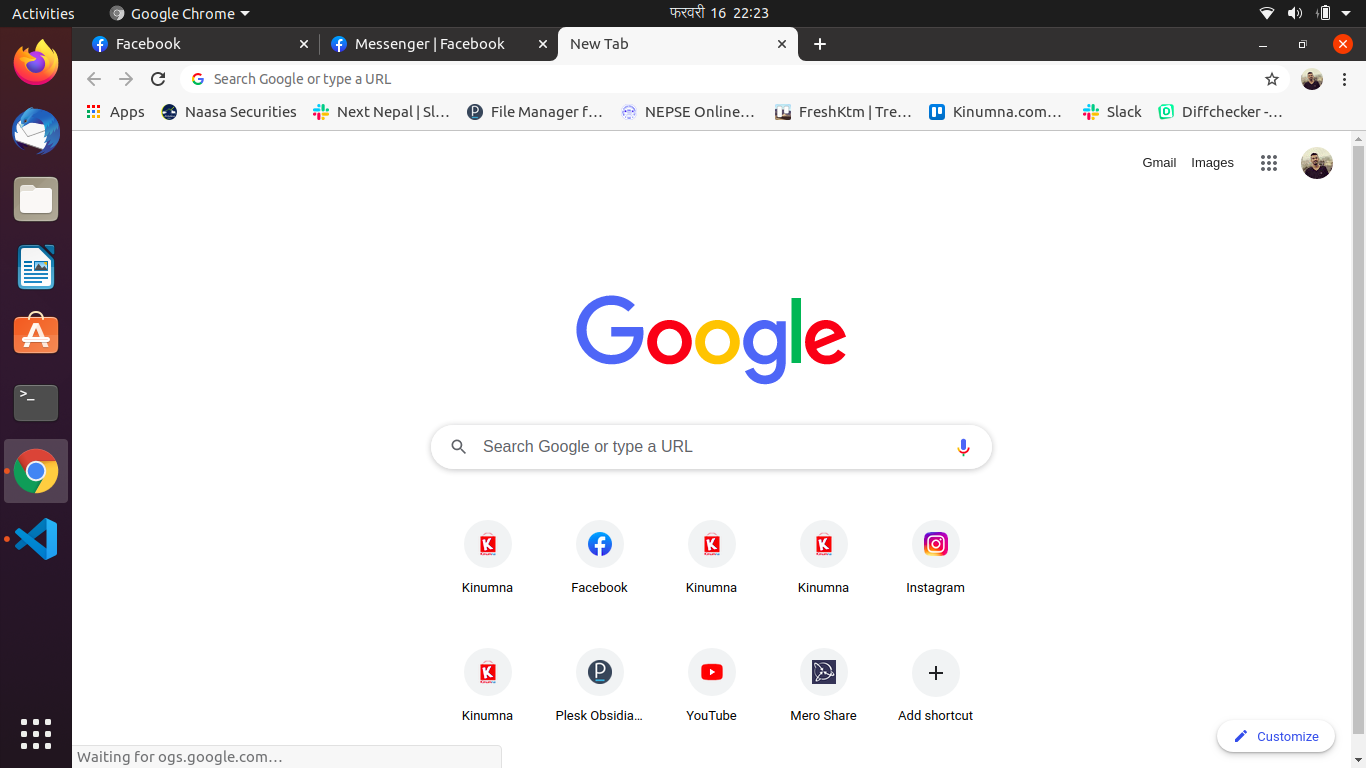 Activities Google Chrome फरवरी 16 22:23
Facebook Messenger | Facebook New Tab
Search Google or type a URL
Apps Naasa Securities Next Nepal | Sl... File Manager f... NEPSE Online... FreshKtm | Tre... Kinumna.com... Slack Diffchecker -...
Gmail Images
Google
Search Google or type a URL
Kinumna Facebook Kinumna Kinumna Instagram
Kinumna Plesk Obsidia... YouTube Mero Share Add shortcut
Customize
Waiting for ogs.google.com...